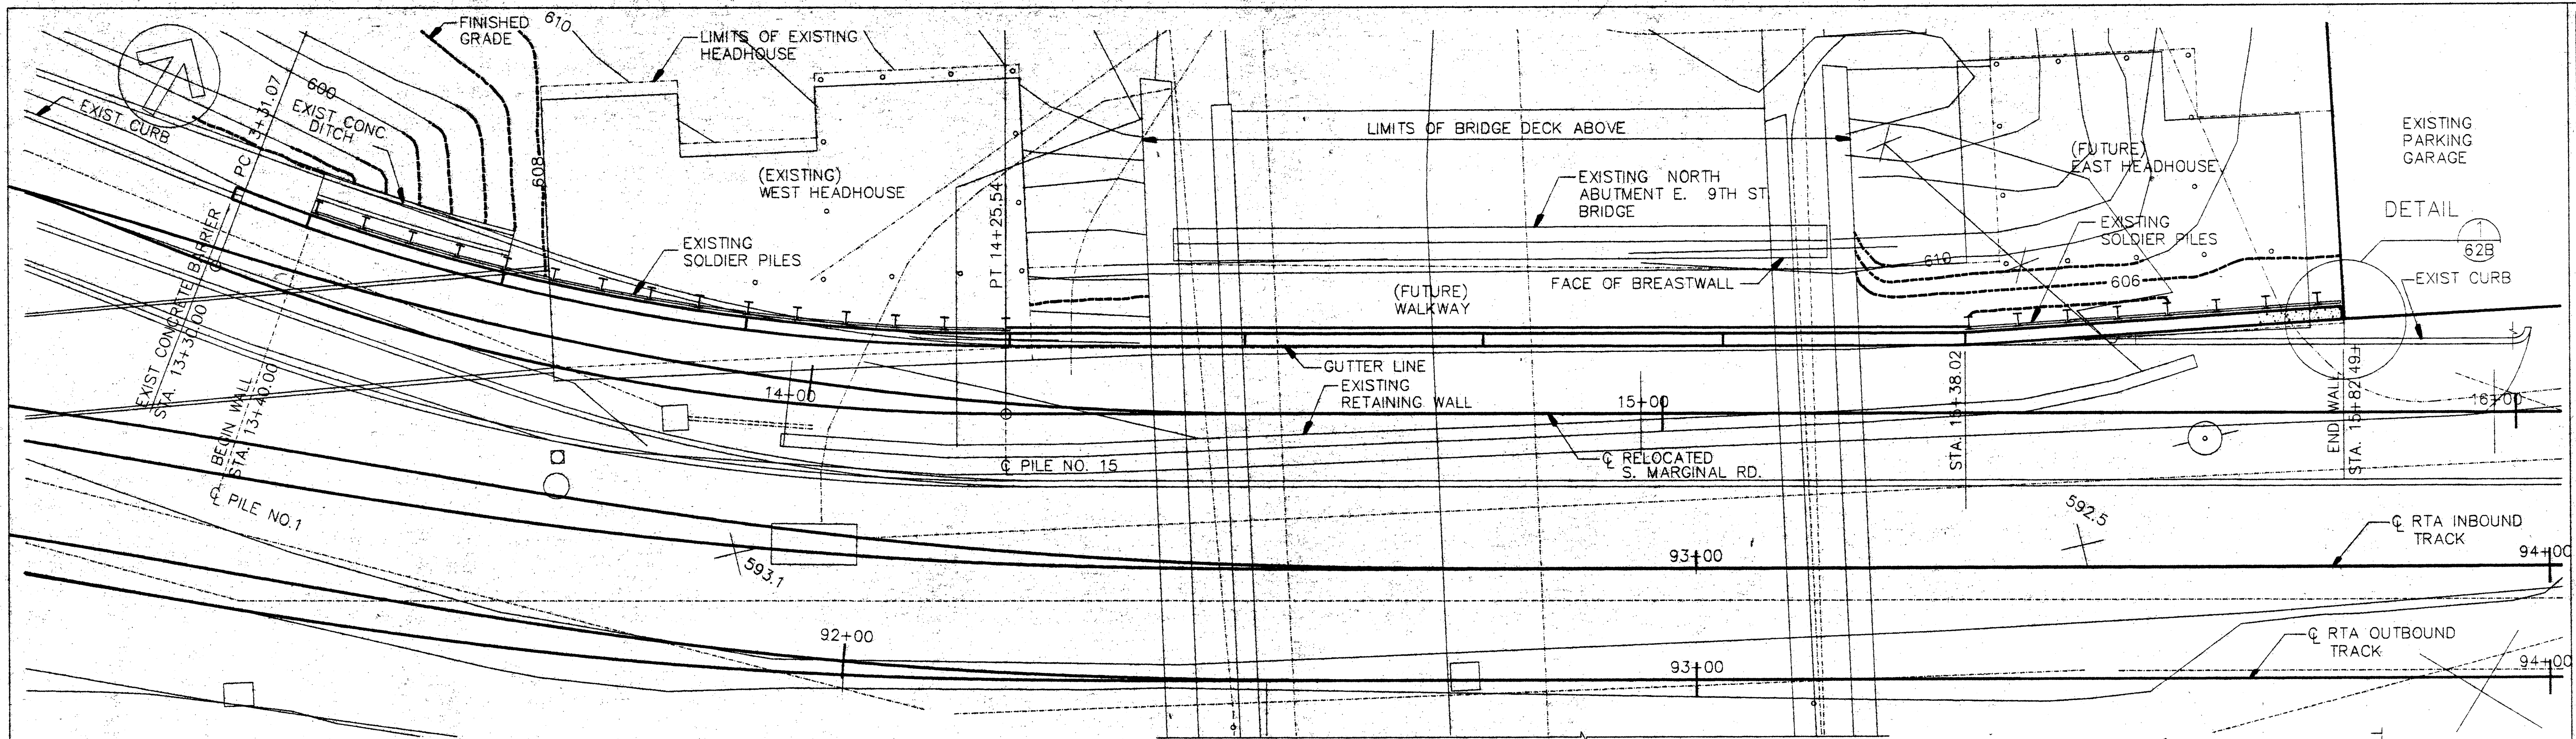 FINISHED
GRADE
610
LIMITS OF EXISTING
HEADHOUSE
600
EXIST CONC.
DITCH
EXIST CURB
PC 13+31.07
608
(EXISTING)
WEST HEADHOUSE
PT 14+25.54
LIMITS OF BRIDGE DECK ABOVE
EXISTING NORTH
ABUTMENT E. 9TH ST
BRIDGE
(FUTURE)
EAST HEADHOUSE
EXISTING
PARKING
GARAGE
DETAIL
1
62B
EXISTING
SOLDIER PILES
EXISTING
SOLDIER PILES
610
606
EXIST CURB
FACE OF BREASTWALL
(FUTURE)
WALKWAY
EXIST CONCRETE BARRIER
STA. 13+30.00
BEGIN WALL
STA. 13+40.00
℄ PILE NO.1
GUTTER LINE
EXISTING
RETAINING WALL
14+00
15+00
16+00
STA. 15+38.02
END WALL
STA. 15+82.49±
℄ PILE NO. 15
℄ RELOCATED
S. MARGINAL RD.
592.5
593.1
℄ RTA INBOUND
TRACK
93+00
94+00
92+00
℄ RTA OUTBOUND
TRACK
93+00
94+00